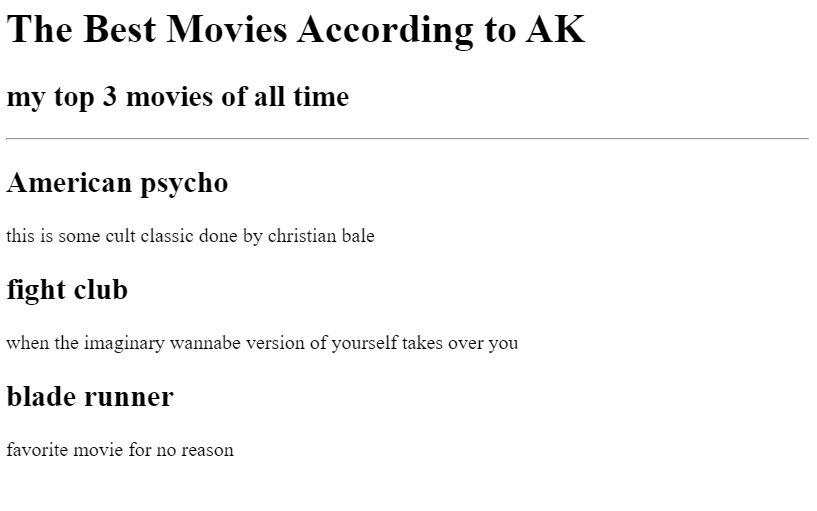 The Best Movies According to AK
my top 3 movies of all time
American psycho
this is some cult classic done by christian bale
fight club
when the imaginary wannabe version of yourself takes over you
blade runner
favorite movie for no reason